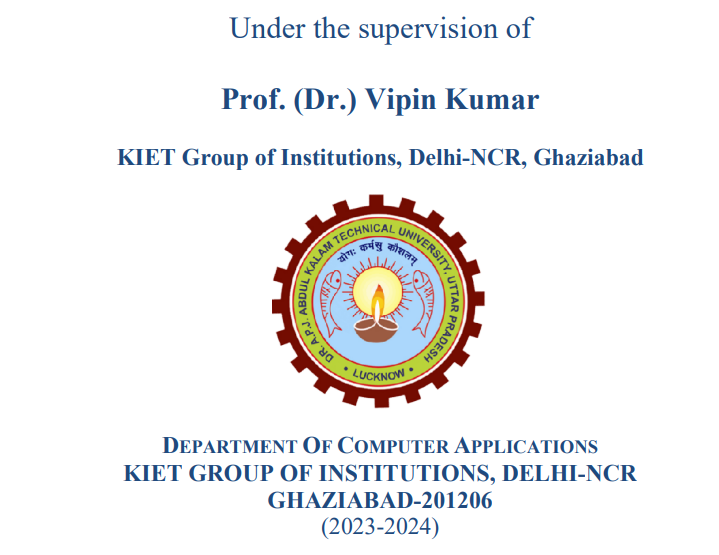 Under the supervision of
Prof. (Dr.) Vipin Kumar
KIET Group of Institutions, Delhi-NCR, Ghaziabad
DR. A.P.J. ABDUL KALAM TECHNICAL UNIVERSITY, UTTAR PRADESH
योगः कर्मसु कौशलम्
• LUCKNOW •
DEPARTMENT OF COMPUTER APPLICATIONS
KIET GROUP OF INSTITUTIONS, DELHI-NCR
GHAZIABAD-201206
(2023-2024)